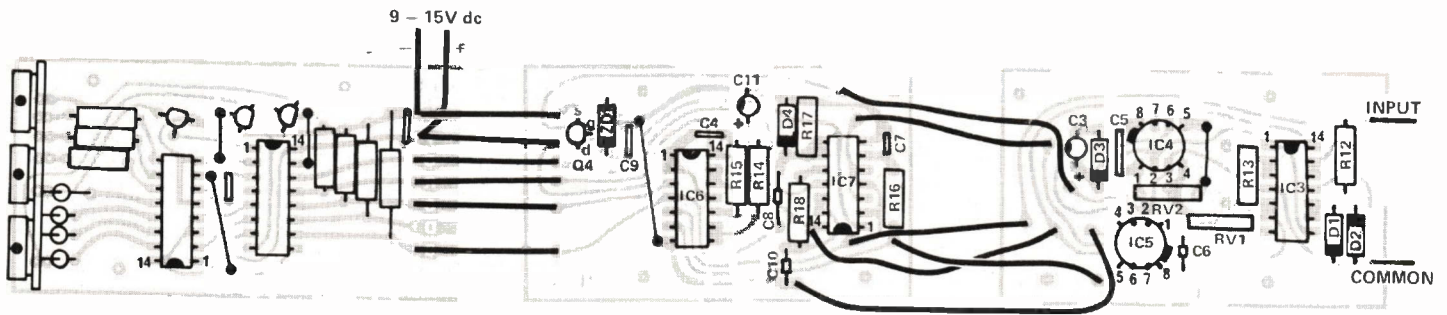 9 – 15V dc
f
14
1
1
14
s
g
d
Q4
ZD1
C9
C4
1
14
IC6
C11
+
R15
R14
D4
R17
C8
R18
C10
IC7
14
1
C7
R16
C3
+
D3
C5
8 7 6 5
IC4
1 2 3 4
RV2
4 3 2 1
IC5
5 6 7 8
C6
RV1
R13
1
14
IC3
R12
D1
D2
INPUT
COMMON